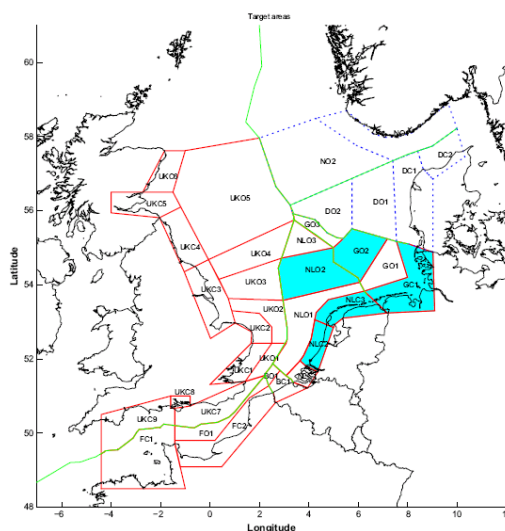 Target areas
60
58
56
54
52
50
48
Latitude
NO2
DC2
DC1
UKC6
UKO5
UKC5
DO2
DO1
GO3
NLO3
UKC4
UKO4
GO2
GO1
NLO2
UKC3
UKO3
GC1
NLC3
UKO2
NLO1
UKC2
NLC2
UKO1
UKC1
BC1
UKC8
UKC9
UKC7
FC1
FO1
FC2
−6
−4
−2
0
2
4
6
8
10
Longitude